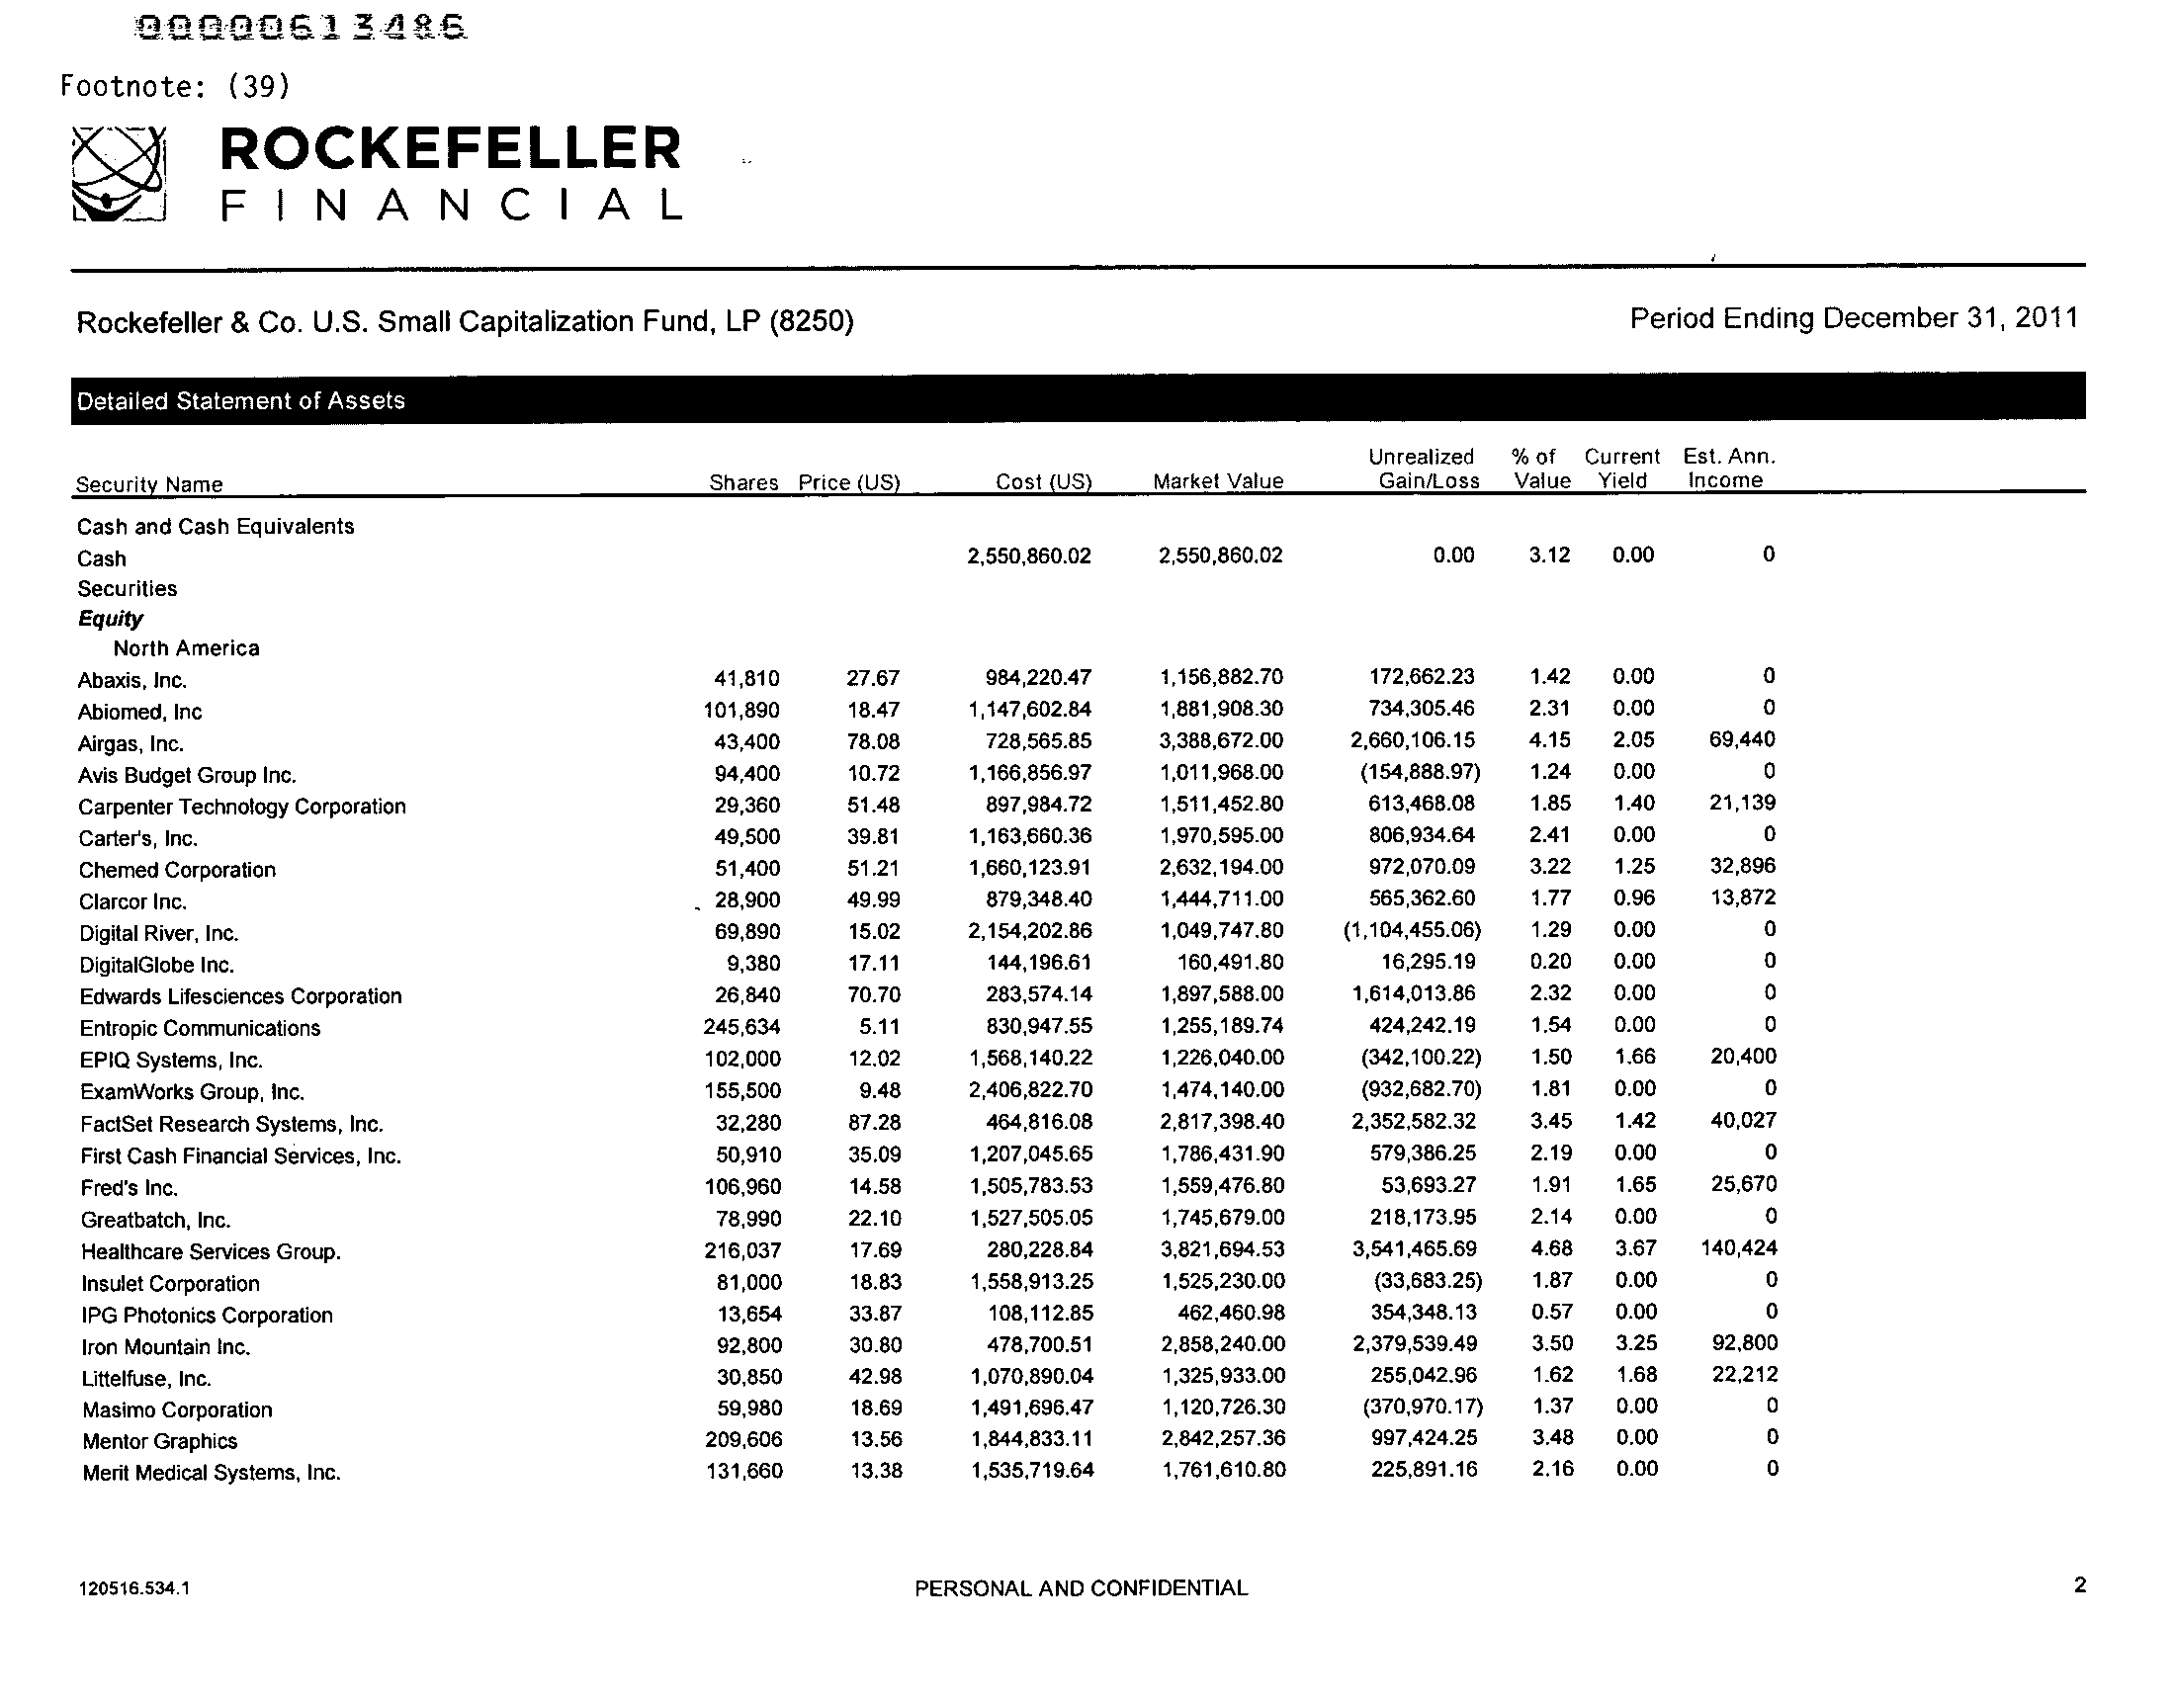 00000613486
Footnote: (39)
ROCKEFELLER
FINANCIAL
Rockefeller & Co. U.S. Small Capitalization Fund, LP (8250) Period Ending December 31, 2011
Detailed Statement of Assets
Unrealized % of Current Est. Ann.
Security Name Shares Price (US) Cost (US) Market Value Gain/Loss Value Yield Income
Cash and Cash Equivalents
Cash 2,550,860.02 2,550,860.02 0.00 3.12 0.00 0
Securities
Equity
North America
Abaxis, Inc. 41,810 27.67 984,220.47 1,156,882.70 172,662.23 1.42 0.00 0
Abiomed, Inc 101,890 18.47 1,147,602.84 1,881,908.30 734,305.46 2.31 0.00 0
Airgas, Inc. 43,400 78.08 728,565.85 3,388,672.00 2,660,106.15 4.15 2.05 69,440
Avis Budget Group Inc. 94,400 10.72 1,166,856.97 1,011,968.00 (154,888.97) 1.24 0.00 0
Carpenter Technology Corporation 29,360 51.48 897,984.72 1,511,452.80 613,468.08 1.85 1.40 21,139
Carter's, Inc. 49,500 39.81 1,163,660.36 1,970,595.00 806,934.64 2.41 0.00 0
Chemed Corporation 51,400 51.21 1,660,123.91 2,632,194.00 972,070.09 3.22 1.25 32,896
Clarcor Inc. 28,900 49.99 879,348.40 1,444,711.00 565,362.60 1.77 0.96 13,872
Digital River, Inc. 69,890 15.02 2,154,202.86 1,049,747.80 (1,104,455.06) 1.29 0.00 0
DigitalGlobe Inc. 9,380 17.11 144,196.61 160,491.80 16,295.19 0.20 0.00 0
Edwards Lifesciences Corporation 26,840 70.70 283,574.14 1,897,588.00 1,614,013.86 2.32 0.00 0
Entropic Communications 245,634 5.11 830,947.55 1,255,189.74 424,242.19 1.54 0.00 0
EPIQ Systems, Inc. 102,000 12.02 1,568,140.22 1,226,040.00 (342,100.22) 1.50 1.66 20,400
ExamWorks Group, Inc. 155,500 9.48 2,406,822.70 1,474,140.00 (932,682.70) 1.81 0.00 0
FactSet Research Systems, Inc. 32,280 87.28 464,816.08 2,817,398.40 2,352,582.32 3.45 1.42 40,027
First Cash Financial Services, Inc. 50,910 35.09 1,207,045.65 1,786,431.90 579,386.25 2.19 0.00 0
Fred's Inc. 106,960 14.58 1,505,783.53 1,559,476.80 53,693.27 1.91 1.65 25,670
Greatbatch, Inc. 78,990 22.10 1,527,505.05 1,745,679.00 218,173.95 2.14 0.00 0
Healthcare Services Group. 216,037 17.69 280,228.84 3,821,694.53 3,541,465.69 4.68 3.67 140,424
Insulet Corporation 81,000 18.83 1,558,913.25 1,525,230.00 (33,683.25) 1.87 0.00 0
IPG Photonics Corporation 13,654 33.87 108,112.85 462,460.98 354,348.13 0.57 0.00 0
Iron Mountain Inc. 92,800 30.80 478,700.51 2,858,240.00 2,379,539.49 3.50 3.25 92,800
Littelfuse, Inc. 30,850 42.98 1,070,890.04 1,325,933.00 255,042.96 1.62 1.68 22,212
Masimo Corporation 59,980 18.69 1,491,696.47 1,120,726.30 (370,970.17) 1.37 0.00 0
Mentor Graphics 209,606 13.56 1,844,833.11 2,842,257.36 997,424.25 3.48 0.00 0
Merit Medical Systems, Inc. 131,660 13.38 1,535,719.64 1,761,610.80 225,891.16 2.16 0.00 0
120516.534.1 PERSONAL AND CONFIDENTIAL 2